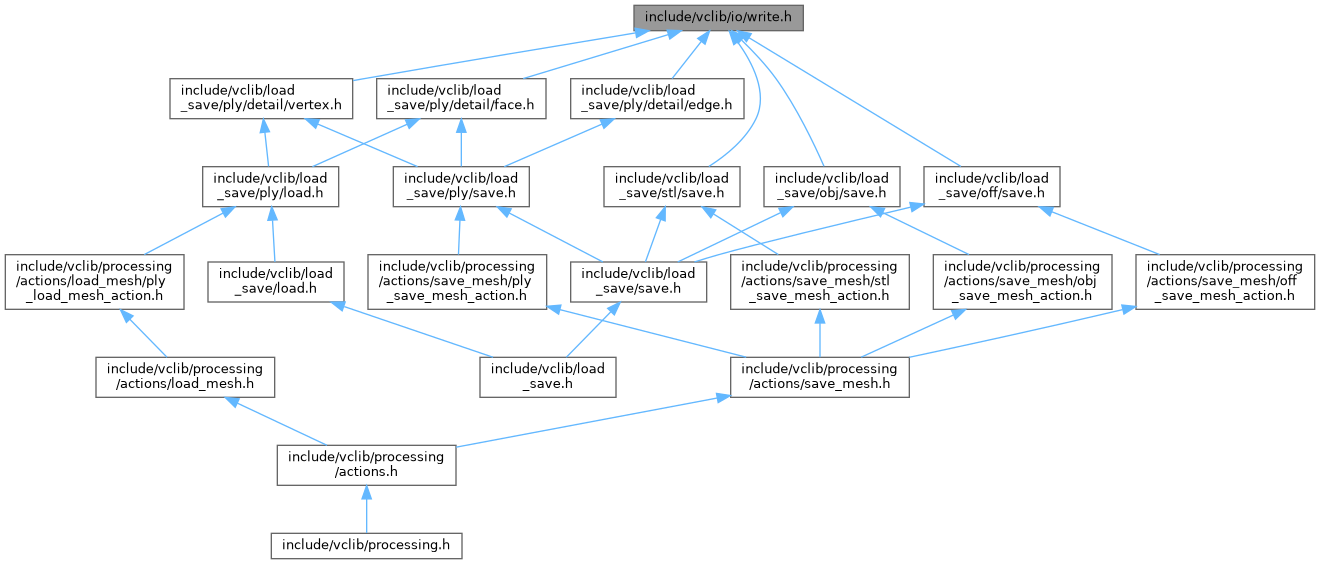 include/vclib/io/write.h
include/vclib/load
_save/ply/detail/vertex.h
include/vclib/load
_save/ply/detail/face.h
include/vclib/load
_save/ply/detail/edge.h
include/vclib/load
_save/ply/load.h
include/vclib/load
_save/ply/save.h
include/vclib/load
_save/stl/save.h
include/vclib/load
_save/obj/save.h
include/vclib/load
_save/off/save.h
include/vclib/processing
/actions/load_mesh/ply
_load_mesh_action.h
include/vclib/load
_save/load.h
include/vclib/processing
/actions/save_mesh/ply
_save_mesh_action.h
include/vclib/load
_save/save.h
include/vclib/processing
/actions/save_mesh/stl
_save_mesh_action.h
include/vclib/processing
/actions/save_mesh/obj
_save_mesh_action.h
include/vclib/processing
/actions/save_mesh/off
_save_mesh_action.h
include/vclib/processing
/actions/load_mesh.h
include/vclib/load
_save.h
include/vclib/processing
/actions/save_mesh.h
include/vclib/processing
/actions.h
include/vclib/processing.h